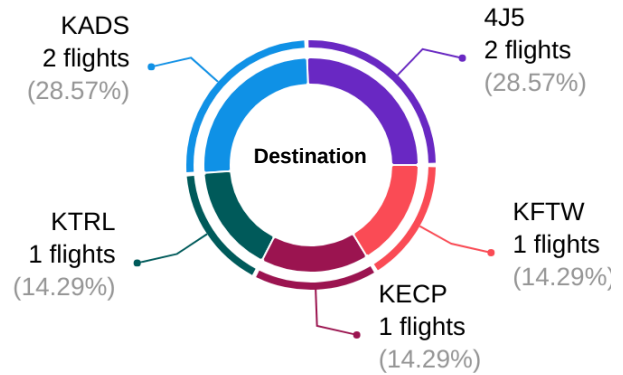 KADS
2 flights
(28.57%)
4J5
2 flights
(28.57%)
Destination
KTRL
1 flights
(14.29%)
KFTW
1 flights
(14.29%)
KECP
1 flights
(14.29%)